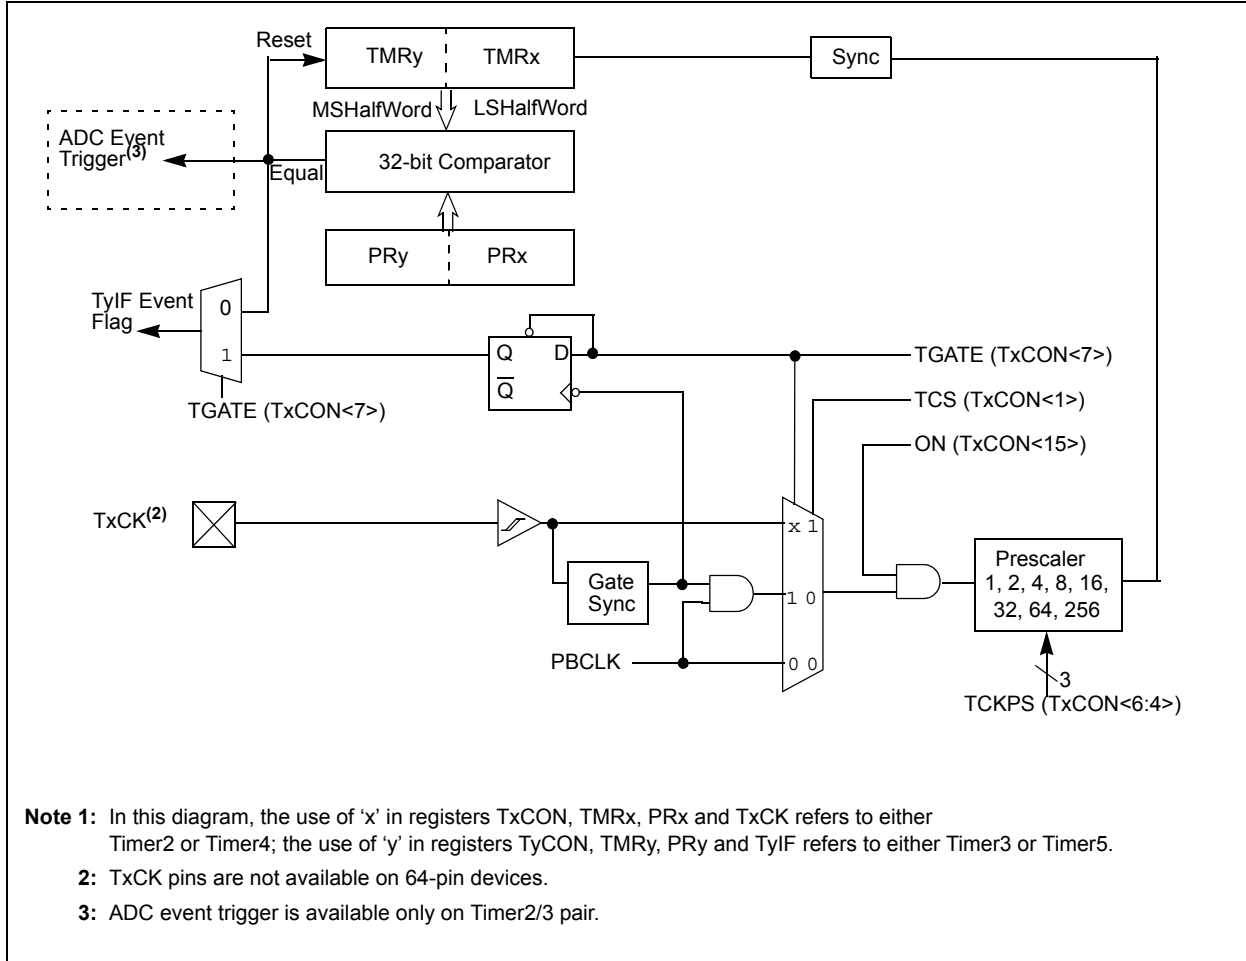 Reset
TMRy TMRx
Sync
MSHalfWord LSHalfWord
ADC Event
Trigger(3)
Equal
32-bit Comparator
PRy PRx
TyIF Event
Flag
0
1
Q D
Q̅
TGATE (TxCON<7>)
TGATE (TxCON<7>)
TCS (TxCON<1>)
ON (TxCON<15>)
TxCK(2)
x 1
Gate
Sync
1 0
Prescaler
1, 2, 4, 8, 16,
32, 64, 256
PBCLK
0 0
3
TCKPS (TxCON<6:4>)
Note 1: In this diagram, the use of ‘x’ in registers TxCON, TMRx, PRx and TxCK refers to either
Timer2 or Timer4; the use of ‘y’ in registers TyCON, TMRy, PRy and TyIF refers to either Timer3 or Timer5.
2: TxCK pins are not available on 64-pin devices.
3: ADC event trigger is available only on Timer2/3 pair.